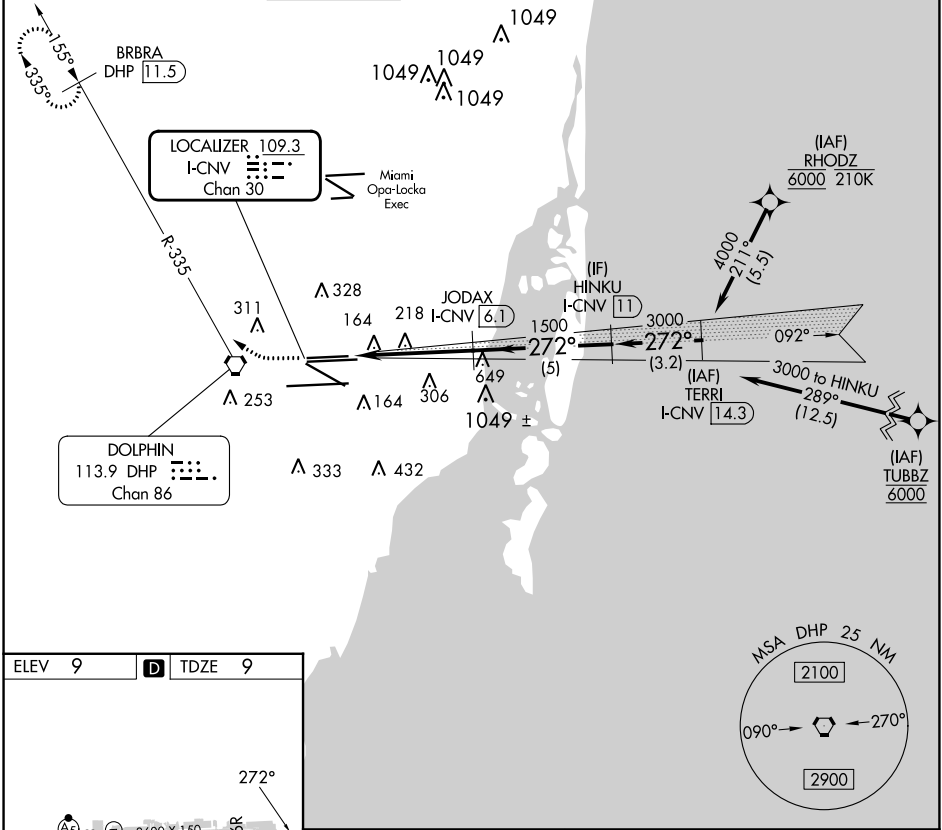 1049
1049
1049
1049
155°
335°
BRBRA
DHP 11.5
LOCALIZER 109.3
I-CNV
Chan 30
Miami
Opa-Locka
Exec
(IAF)
RHODZ
6000 210K
4000
211°
(5.5)
R-335
(IF)
HINKU
I-CNV 11
JODAX
I-CNV 6.1
328
311
164
218
1500
3000
272°
272°
092°
(5)
(3.2)
649
(IAF)
TERRI
I-CNV 14.3
3000 to HINKU
289°
(12.5)
253
164
306
1049 ±
(IAF)
TUBBZ
6000
DOLPHIN
113.9 DHP
Chan 86
333
432
MSA DHP 25 NM
2100
090°
270°
2900
ELEV 9
D
TDZE 9
272°